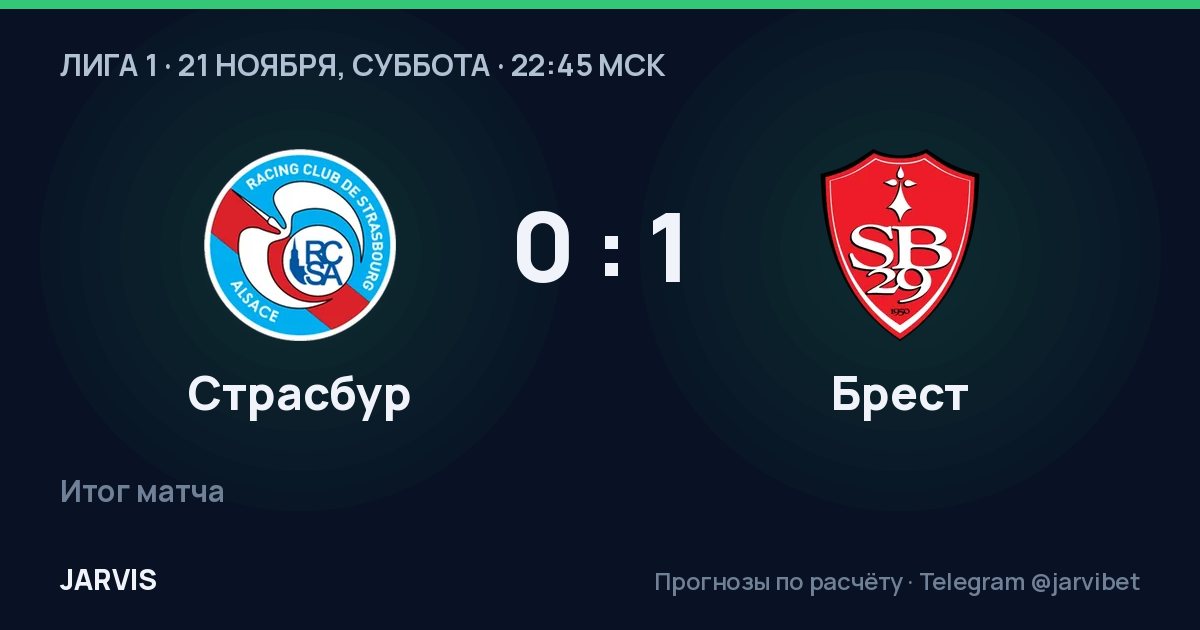 ЛИГА 1 · 21 НОЯБРЯ, СУББОТА · 22:45 МСК
RACING CLUB DE STRASBOURG
RC
SA
ALSACE
0 : 1
SB
29
1950
Страсбур
Брест
Итог матча
JARVIS
Прогнозы по расчёту · Telegram @jarvibet